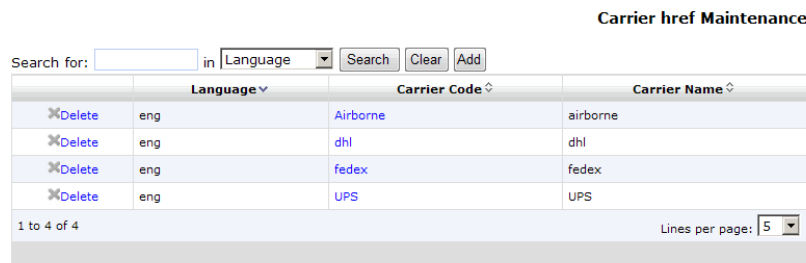 Carrier href Maintenance
Search for: in Language Search Clear Add
Language Carrier Code Carrier Name
Delete eng Airborne airborne
Delete eng dhl dhl
Delete eng fedex fedex
Delete eng UPS UPS
1 to 4 of 4 Lines per page: 5